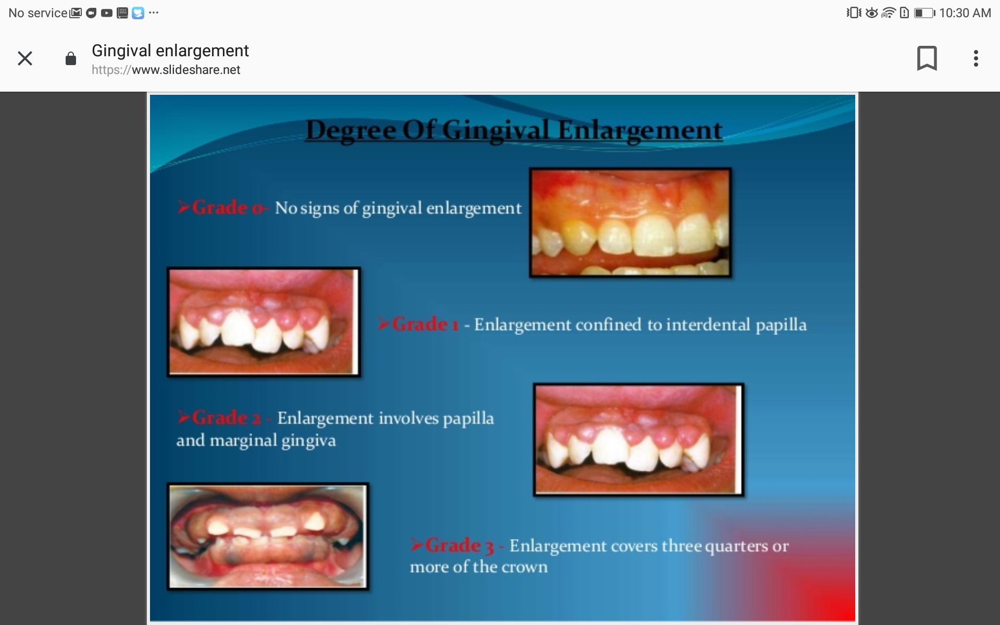 No service ... 10:30 AM
Gingival enlargement
https://www.slideshare.net
Degree Of Gingival Enlargement
➢Grade 0- No signs of gingival enlargement
➢Grade 1 - Enlargement confined to interdental papilla
➢Grade 2 - Enlargement involves papilla
and marginal gingiva
➢Grade 3 - Enlargement covers three quarters or
more of the crown